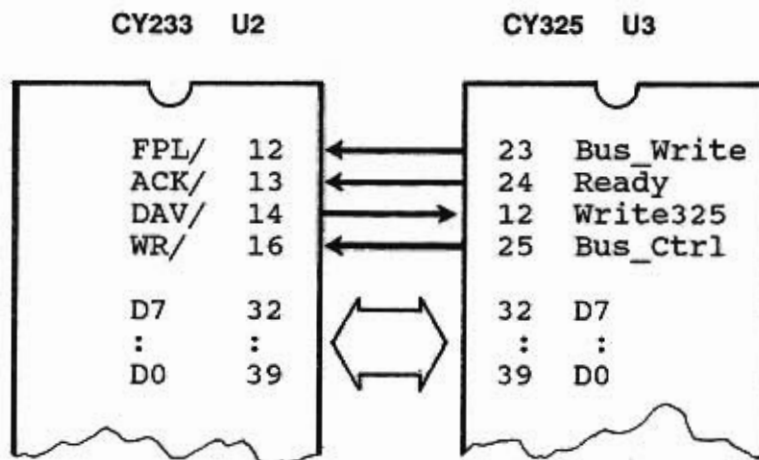 CY233 U2 CY325 U3
FPL/ 12 23 Bus_Write
ACK/ 13 24 Ready
DAV/ 14 12 Write325
WR/ 16 25 Bus_Ctrl
D7 32 32 D7
: : : :
D0 39 39 D0